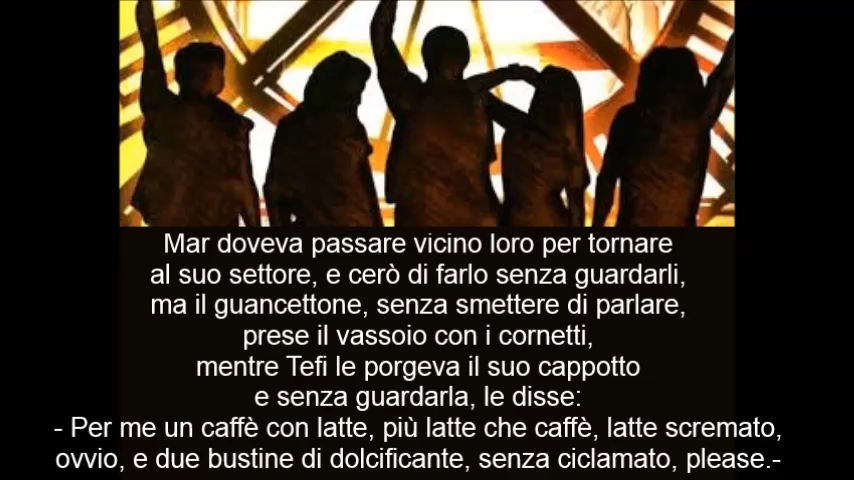 Mar doveva passare vicino loro per tornare
al suo settore, e cerò di farlo senza guardarli,
ma il guancettone, senza smettere di parlare,
prese il vassoio con i cornetti,
mentre Tefi le porgeva il suo cappotto
e senza guardarla, le disse:
- Per me un caffè con latte, più latte che caffè, latte scremato,
ovvio, e due bustine di dolcificante, senza ciclamato, please.-